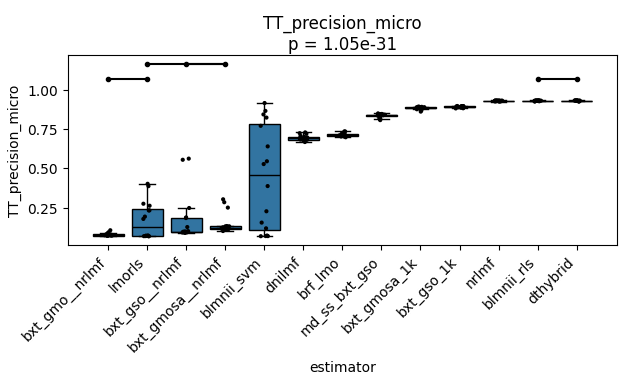 TT_precision_micro
p = 1.05e-31
TT_precision_micro
1.00
0.75
0.50
0.25
bxt_gmo__nrlmf
lmorls
bxt_gso__nrlmf
bxt_gmosa__nrlmf
blmnii_svm
dnilmf
brf_lmo
md_ss_bxt_gso
bxt_gmosa_1k
bxt_gso_1k
nrlmf
blmnii_rls
dthybrid
estimator